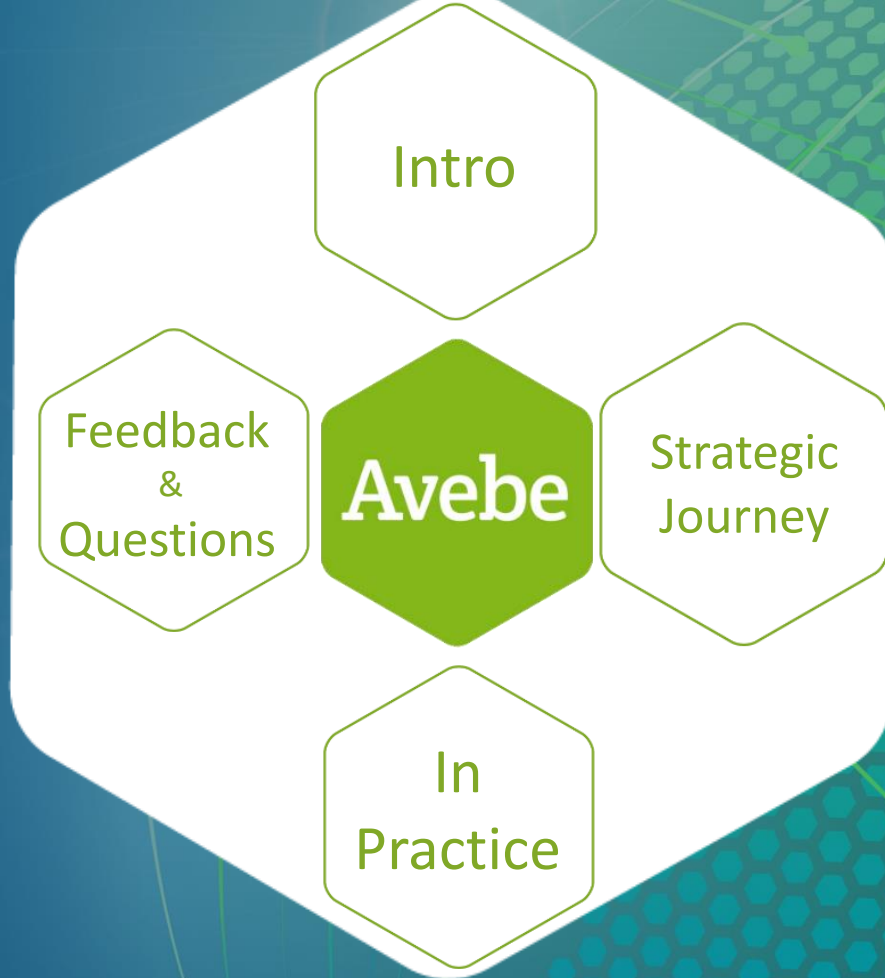 Intro
Feedback
&
Questions
Avebe
Strategic
Journey
In
Practice